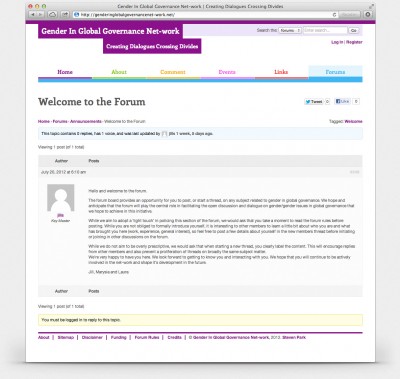 Gender In Global Governance Net-work | Creating Dialogues Crossing Divides
http://genderinglobalgovernancenet-work.net/
Gender In Global Governance Net-work
Search the: Forums
Creating Dialogues Crossing Divides
Log in | Register
Home About Comment Events Links Forums
Welcome to the Forum
Tweet 0 Like 0
Home › Forums › Announcements › Welcome to the Forum
Tagged: Welcome
This topic contains 0 replies, has 1 voice, and was last updated by Jills 1 week, 5 days ago.
Viewing 1 post (of 1 total)
Author Posts
July 25, 2012 at 6:10 am
Jills
Key Master
Hello and welcome to the forum.
The forum board provides an opportunity for you to post, or start a thread, on any subject related to gender in global governance. We hope and
anticipate that the forum will play the central role in facilitating the open discussion and dialogue on gender/gender issues in global governance that
we hope to achieve in this initiative.
While we aim to adopt a 'light touch' in policing this section of the forum, we would ask that you take a moment to read the forum rules before
posting. While you are not obliged to formally introduce yourself, it is interesting to other members to learn a little bit about who you are and what
has brought you here (work, experience, general interest), so feel free to post a few details about yourself in the new members thread before initiating
or joining in other discussions on the forum.
While we do not aim to be overly prescriptive, we would ask that when starting a new thread, you clearly label the content. This will encourage replies
from other members and also prevent a proliferation of threads on broadly the same subject matter.
We're very happy to have you here. We look forward to getting to know you and interacting with you. We hope that you will continue to be actively
involved in the net-work and shape it's development in the future.
Jill, Marysia and Laura
Author Posts
Viewing 1 post (of 1 total)
You must be logged in to reply to this topic.
About | Sitemap | Disclaimer | Funding | Forum Rules | Credits | © Gender In Global Governance Net-work, 2012. Steven Park